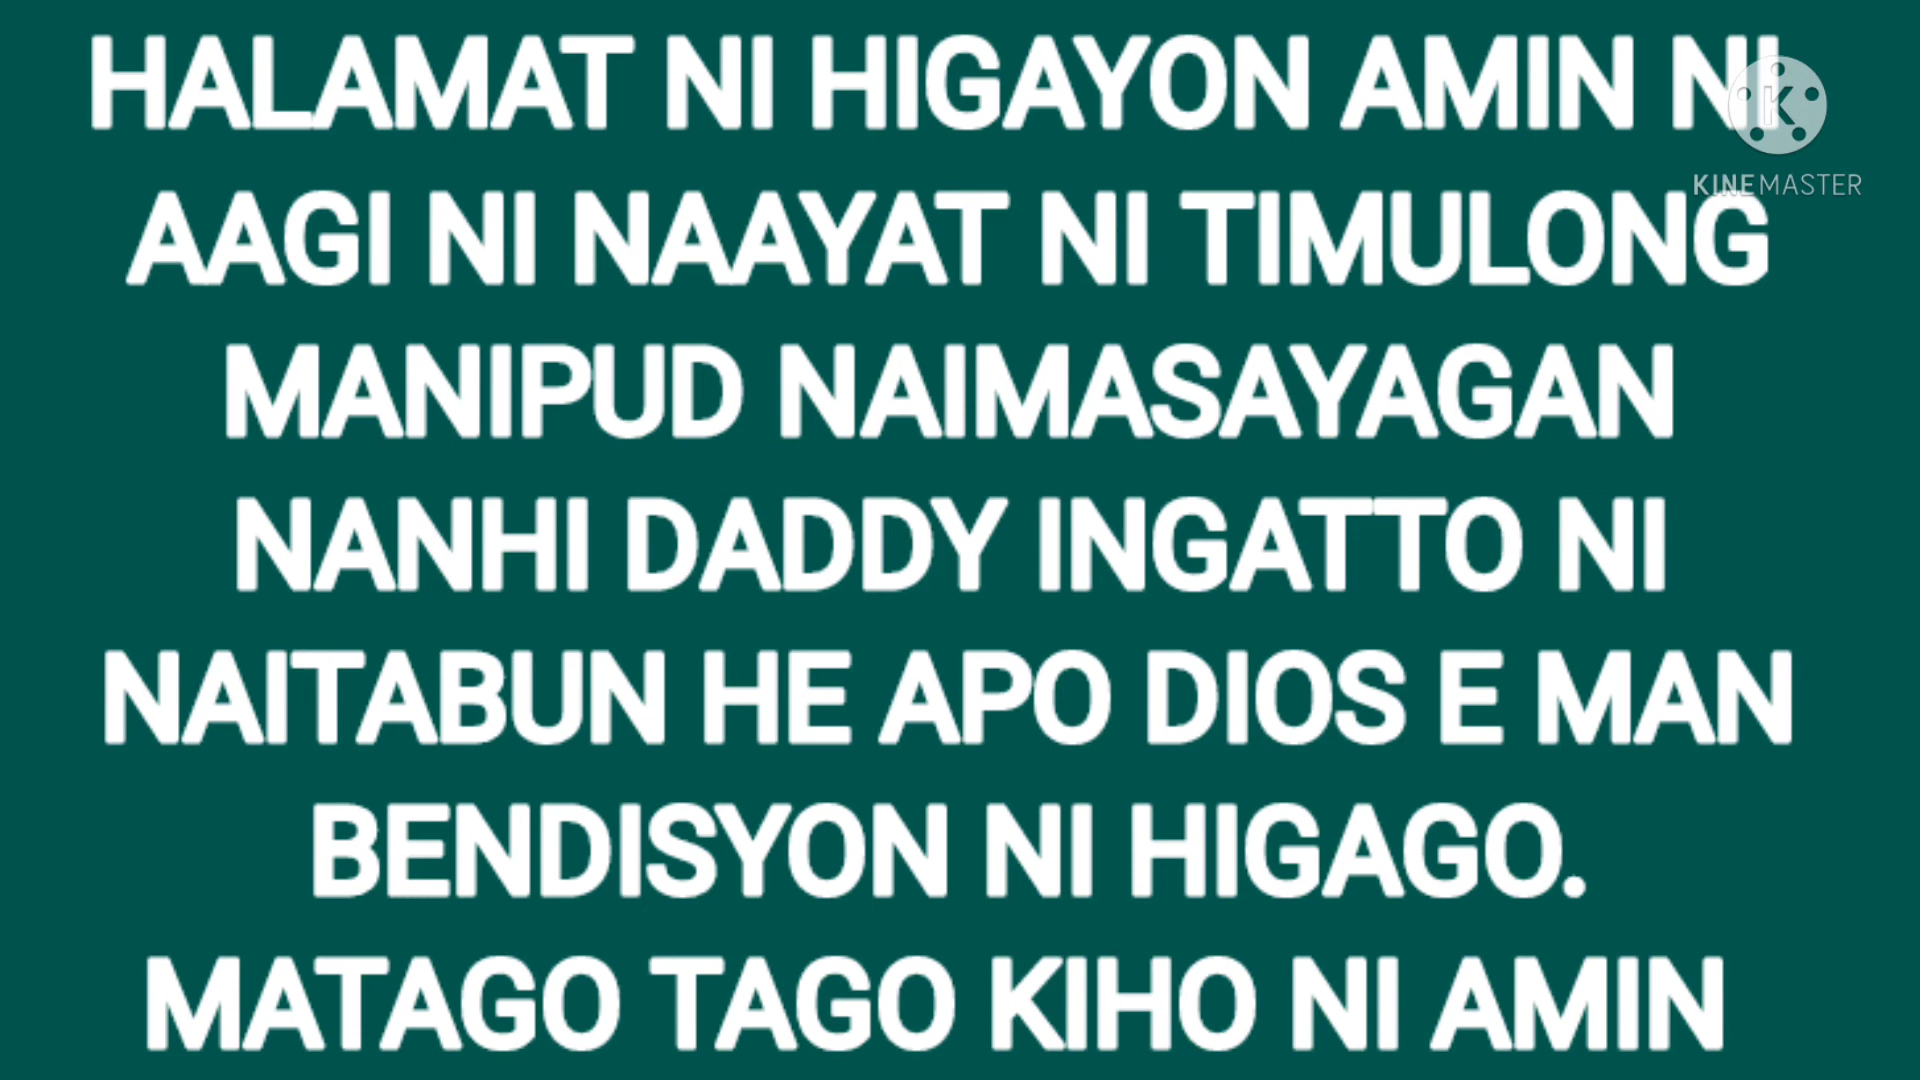 HALAMAT NI HIGAYON AMIN NI
AAGI NI NAAYAT NI TIMULONG
MANIPUD NAIMASAYAGAN
NANHI DADDY INGATTO NI
NAITABUN HE APO DIOS E MAN
BENDISYON NI HIGAGO.
MATAGO TAGO KIHO NI AMIN
K
KINEMASTER